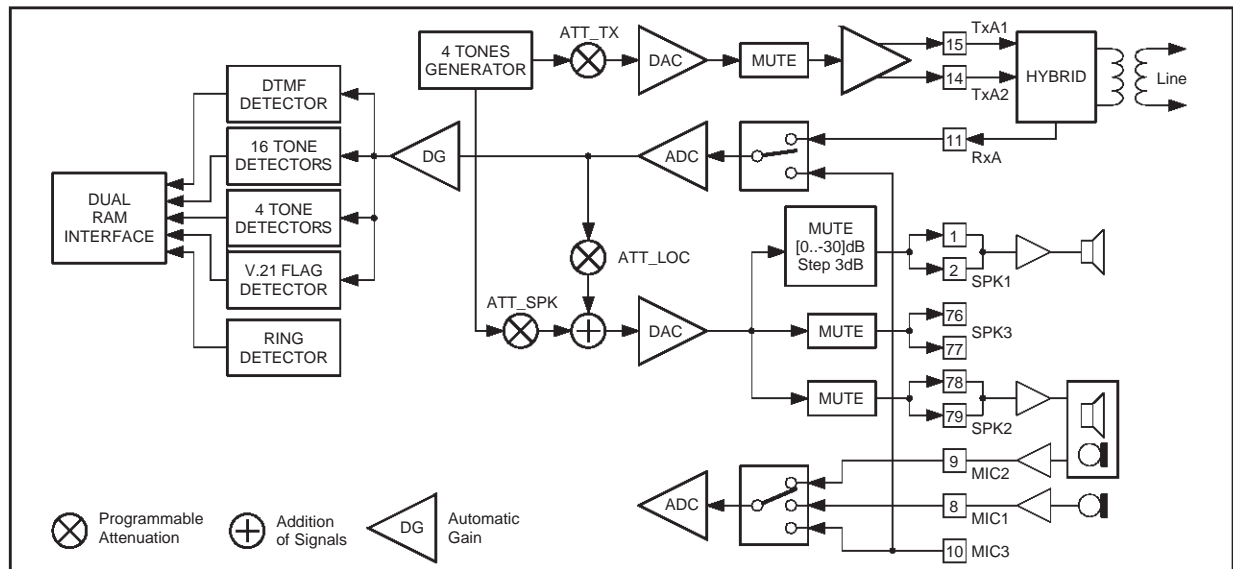 ATT_TX
4 TONES
GENERATOR
DAC
MUTE
15
TxA1
14
TxA2
HYBRID
Line
DTMF
DETECTOR
16 TONE
DETECTORS
DG
ADC
11
RxA
DUAL
RAM
INTERFACE
4 TONE
DETECTORS
V.21 FLAG
DETECTOR
RING
DETECTOR
ATT_LOC
ATT_SPK
DAC
MUTE
[0..-30]dB
Step 3dB
1
2
SPK1
MUTE
76
SPK3
77
MUTE
78
79
SPK2
9
MIC2
ADC
8
MIC1
10
MIC3
Programmable
Attenuation
Addition
of Signals
DG
Automatic
Gain